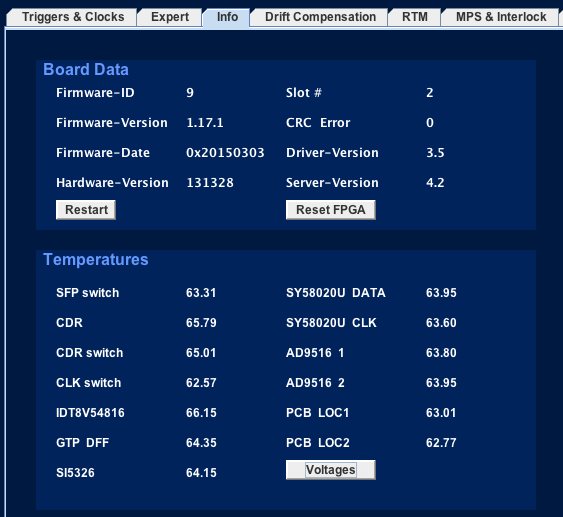 Triggers & Clocks Expert Info Drift Compensation RTM MPS & Interlock
Board Data
Firmware-ID 9 Slot # 2
Firmware-Version 1.17.1 CRC Error 0
Firmware-Date 0x20150303 Driver-Version 3.5
Hardware-Version 131328 Server-Version 4.2
Restart Reset FPGA
Temperatures
SFP switch 63.31 SY58020U DATA 63.95
CDR 65.79 SY58020U CLK 63.60
CDR switch 65.01 AD9516 1 63.80
CLK switch 62.57 AD9516 2 63.95
IDT8V54816 66.15 PCB LOC1 63.01
GTP DFF 64.35 PCB LOC2 62.77
SI5326 64.15 Voltages